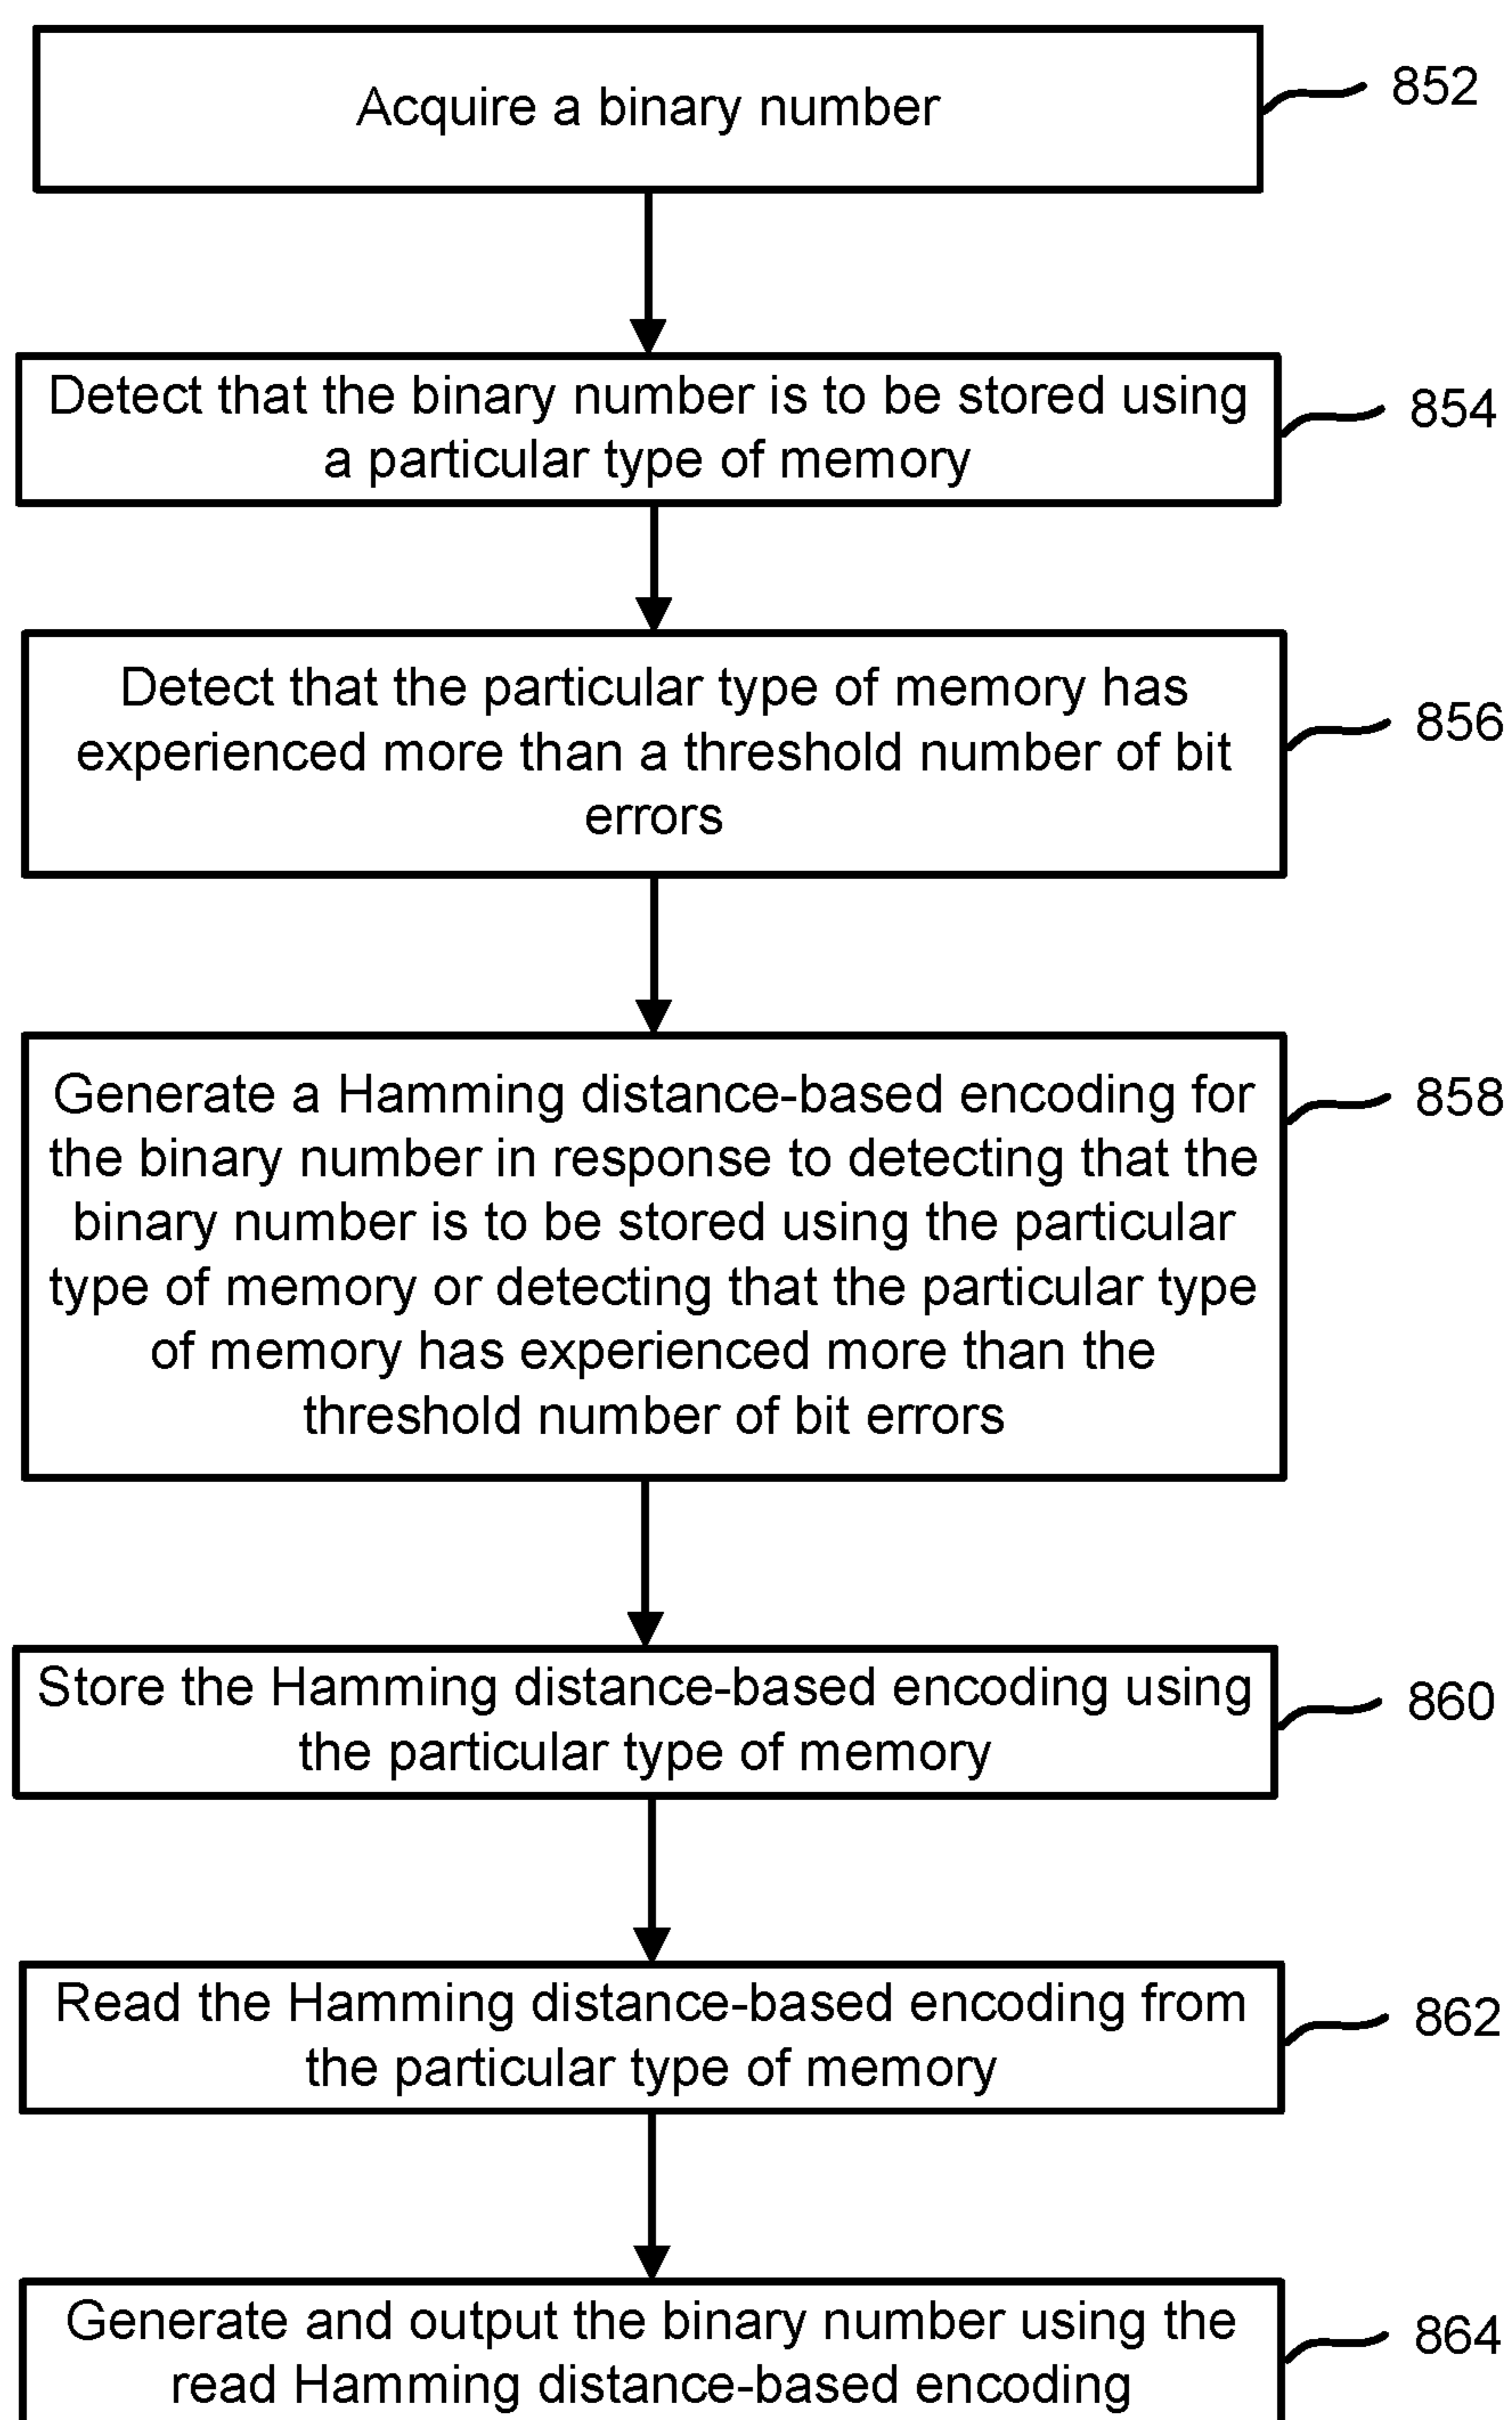 Acquire a binary number
852
Detect that the binary number is to be stored using
a particular type of memory
854
Detect that the particular type of memory has
experienced more than a threshold number of bit
errors
856
Generate a Hamming distance-based encoding for
the binary number in response to detecting that the
binary number is to be stored using the particular
type of memory or detecting that the particular type
of memory has experienced more than the
threshold number of bit errors
858
Store the Hamming distance-based encoding using
the particular type of memory
860
Read the Hamming distance-based encoding from
the particular type of memory
862
Generate and output the binary number using the
read Hamming distance-based encoding
864